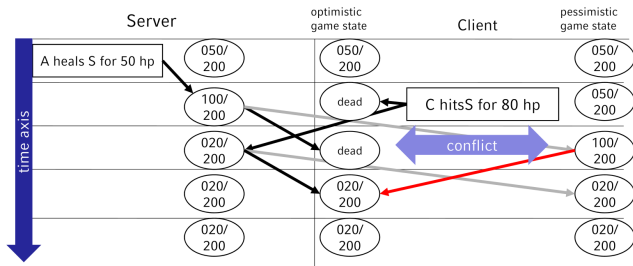 Server
optimistic
game state
Client
pessimistic
game state
time axis
A heals S for 50 hp
050/
200
050/
200
050/
200
100/
200
dead
C hitsS for 80 hp
050/
200
020/
200
dead
conflict
100/
200
020/
200
020/
200
020/
200
020/
200
020/
200
020/
200